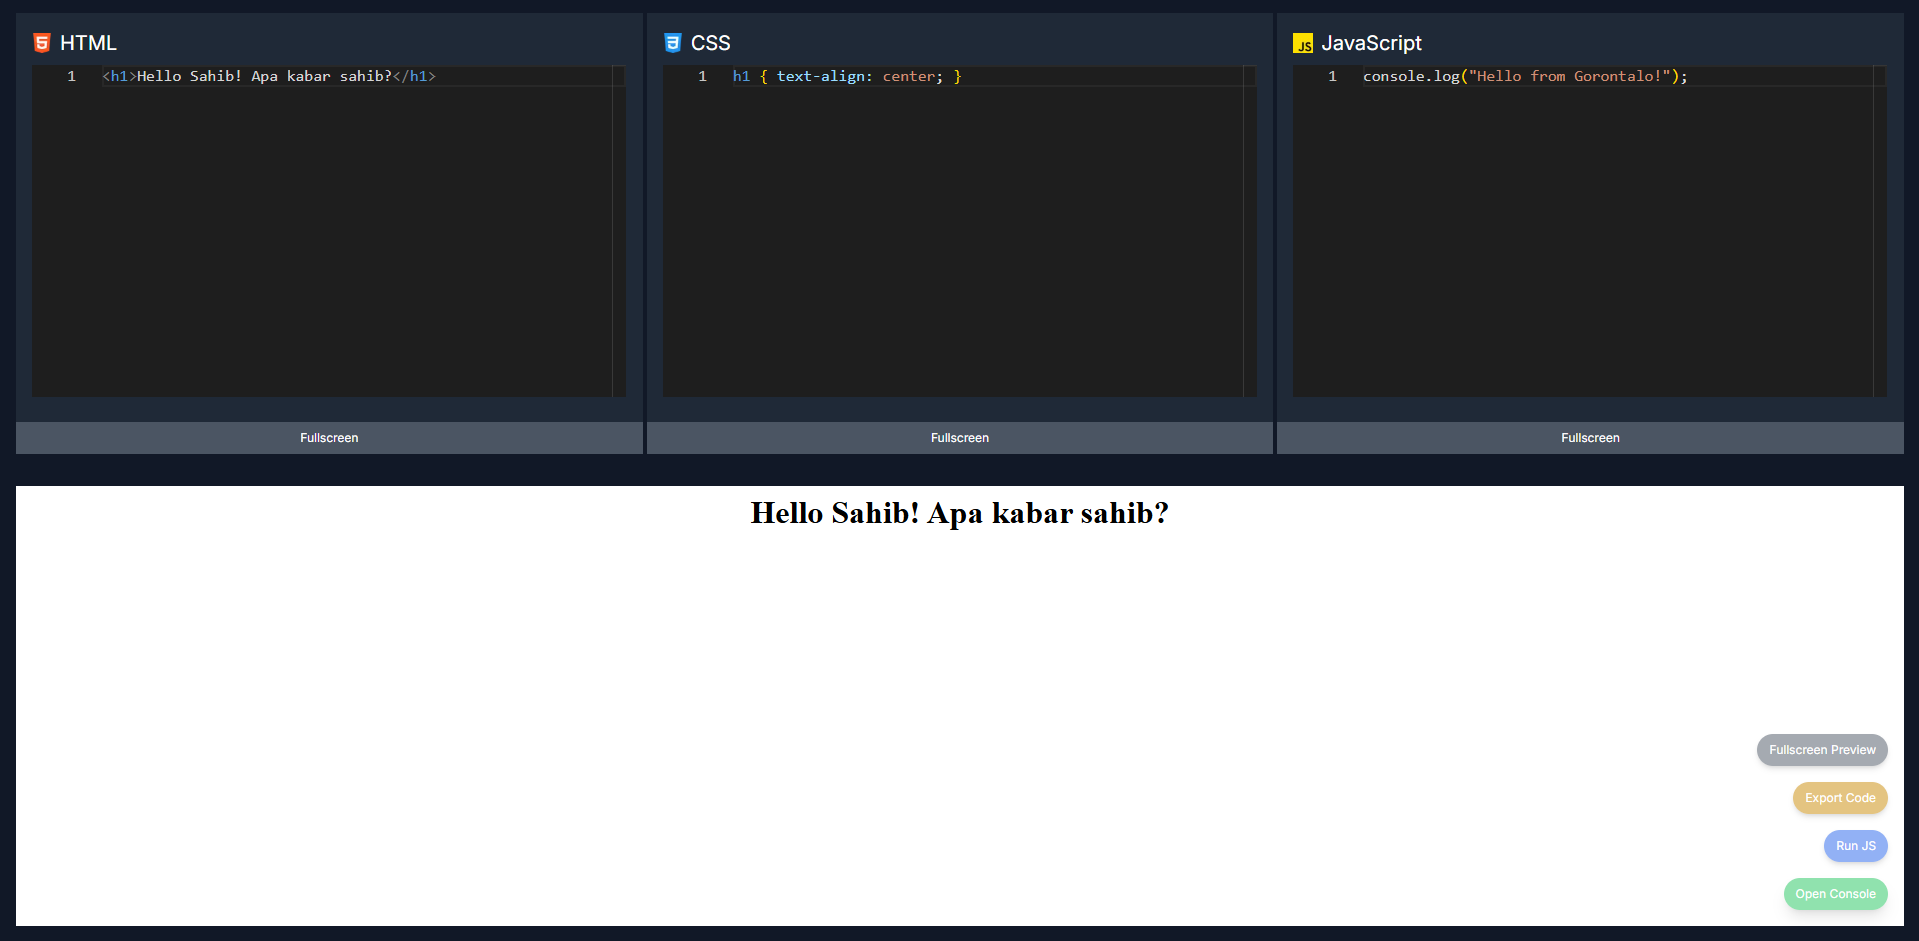 HTML
1 <h1>Hello Sahib! Apa kabar sahib?</h1>
Fullscreen
CSS
1 h1 { text-align: center; }
Fullscreen
JS JavaScript
1 console.log("Hello from Gorontalo!");
Fullscreen
Hello Sahib! Apa kabar sahib?
Fullscreen Preview
Export Code
Run JS
Open Console